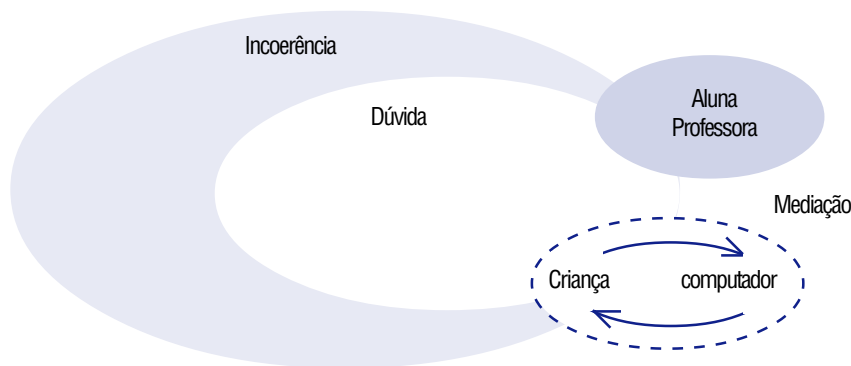 Incoerência
Dúvida
Aluna
Professora
Mediação
Criança
computador